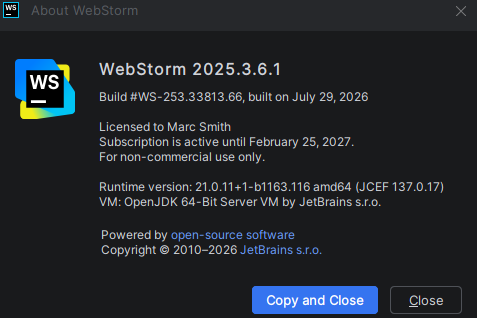 WS
About WebStorm
WS
WebStorm 2025.3.6.1
Build #WS-253.33813.66, built on July 29, 2026
Licensed to Marc Smith
Subscription is active until February 25, 2027.
For non-commercial use only.
Runtime version: 21.0.11+1-b1163.116 amd64 (JCEF 137.0.17)
VM: OpenJDK 64-Bit Server VM by JetBrains s.r.o.
Powered by open-source software
Copyright © 2010–2026 JetBrains s.r.o.
Copy and Close
Close